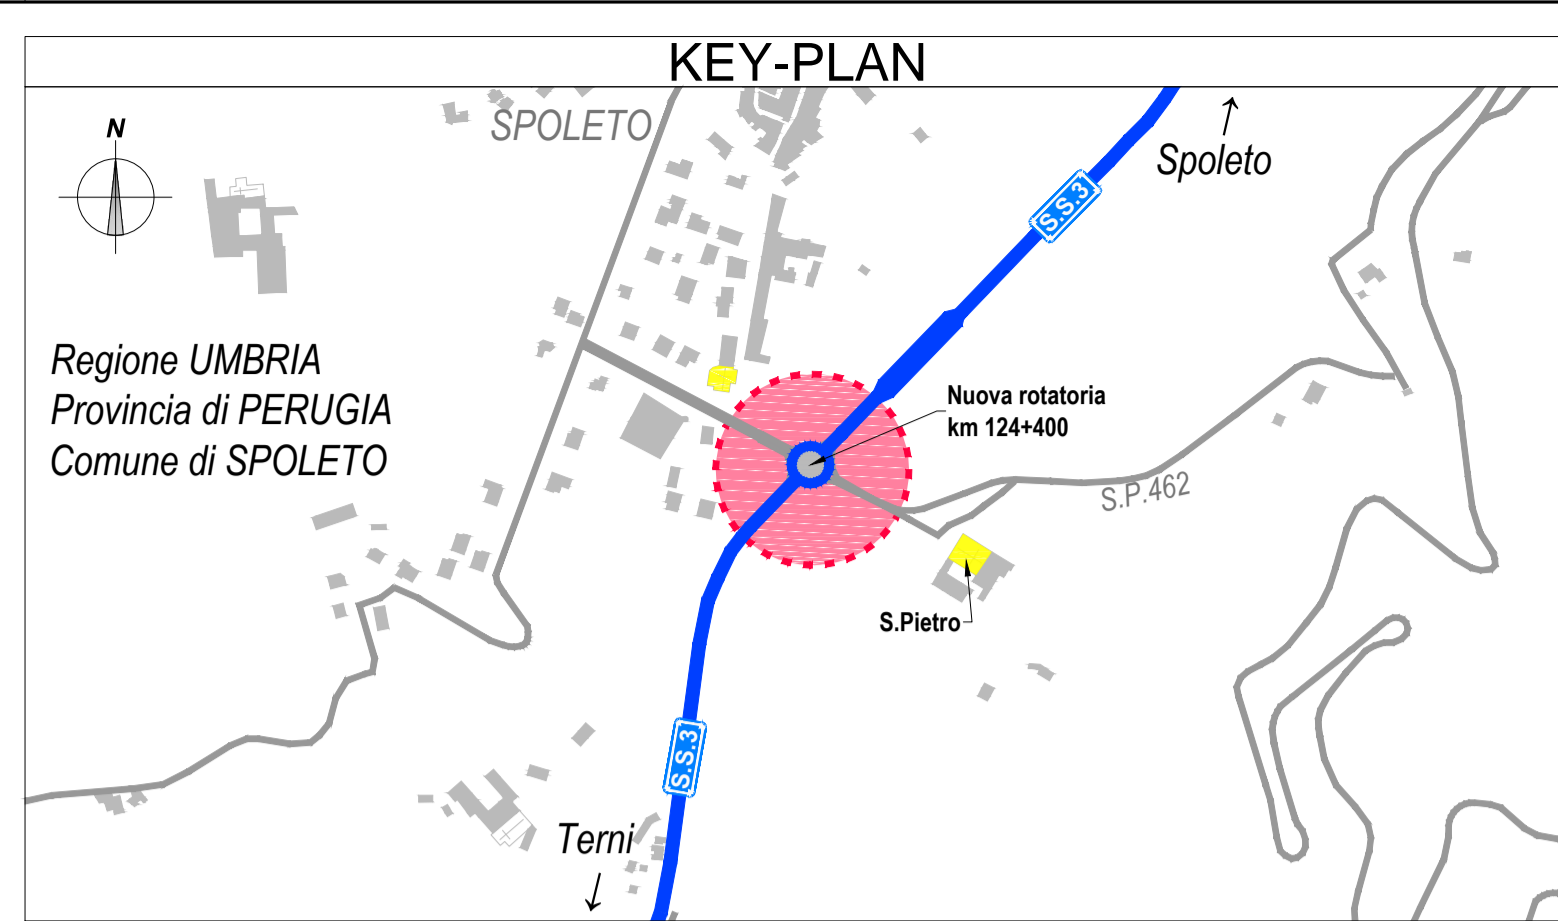 KEY-PLAN
N
SPOLETO
Spoleto
S.S.3
Regione UMBRIA
Provincia di PERUGIA
Comune di SPOLETO
Nuova rotatoria
km 124+400
S.P.462
S.Pietro
S.S.3
Terni